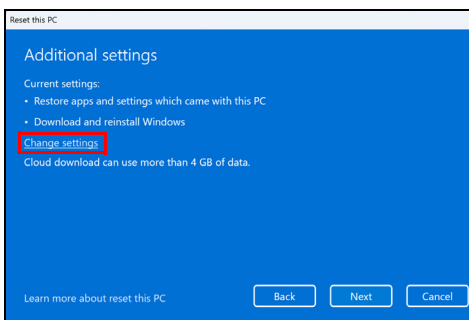 Reset this PC
Additional settings
Current settings:
• Restore apps and settings which came with this PC
• Download and reinstall Windows
Change settings
Cloud download can use more than 4 GB of data.
Learn more about reset this PC
Back
Next
Cancel